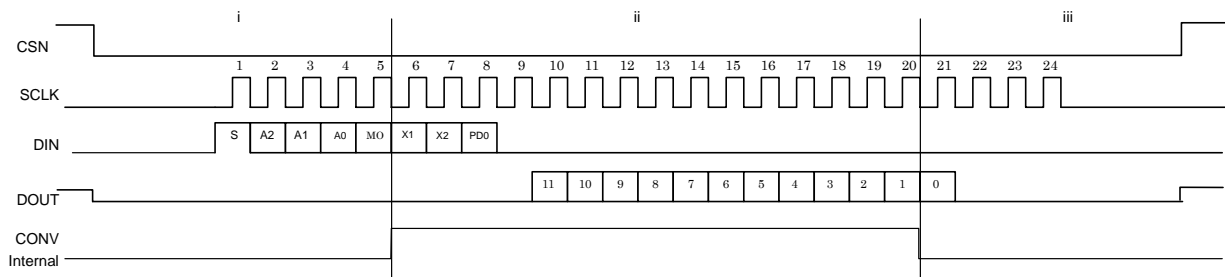 i ii iii
CSN
1 2 3 4 5 6 7 8 9 10 11 12 13 14 15 16 17 18 19 20 21 22 23 24
SCLK
DIN S A2 A1 A0 MO X1 X2 PD0
DOUT 11 10 9 8 7 6 5 4 3 2 1 0
CONV
Internal